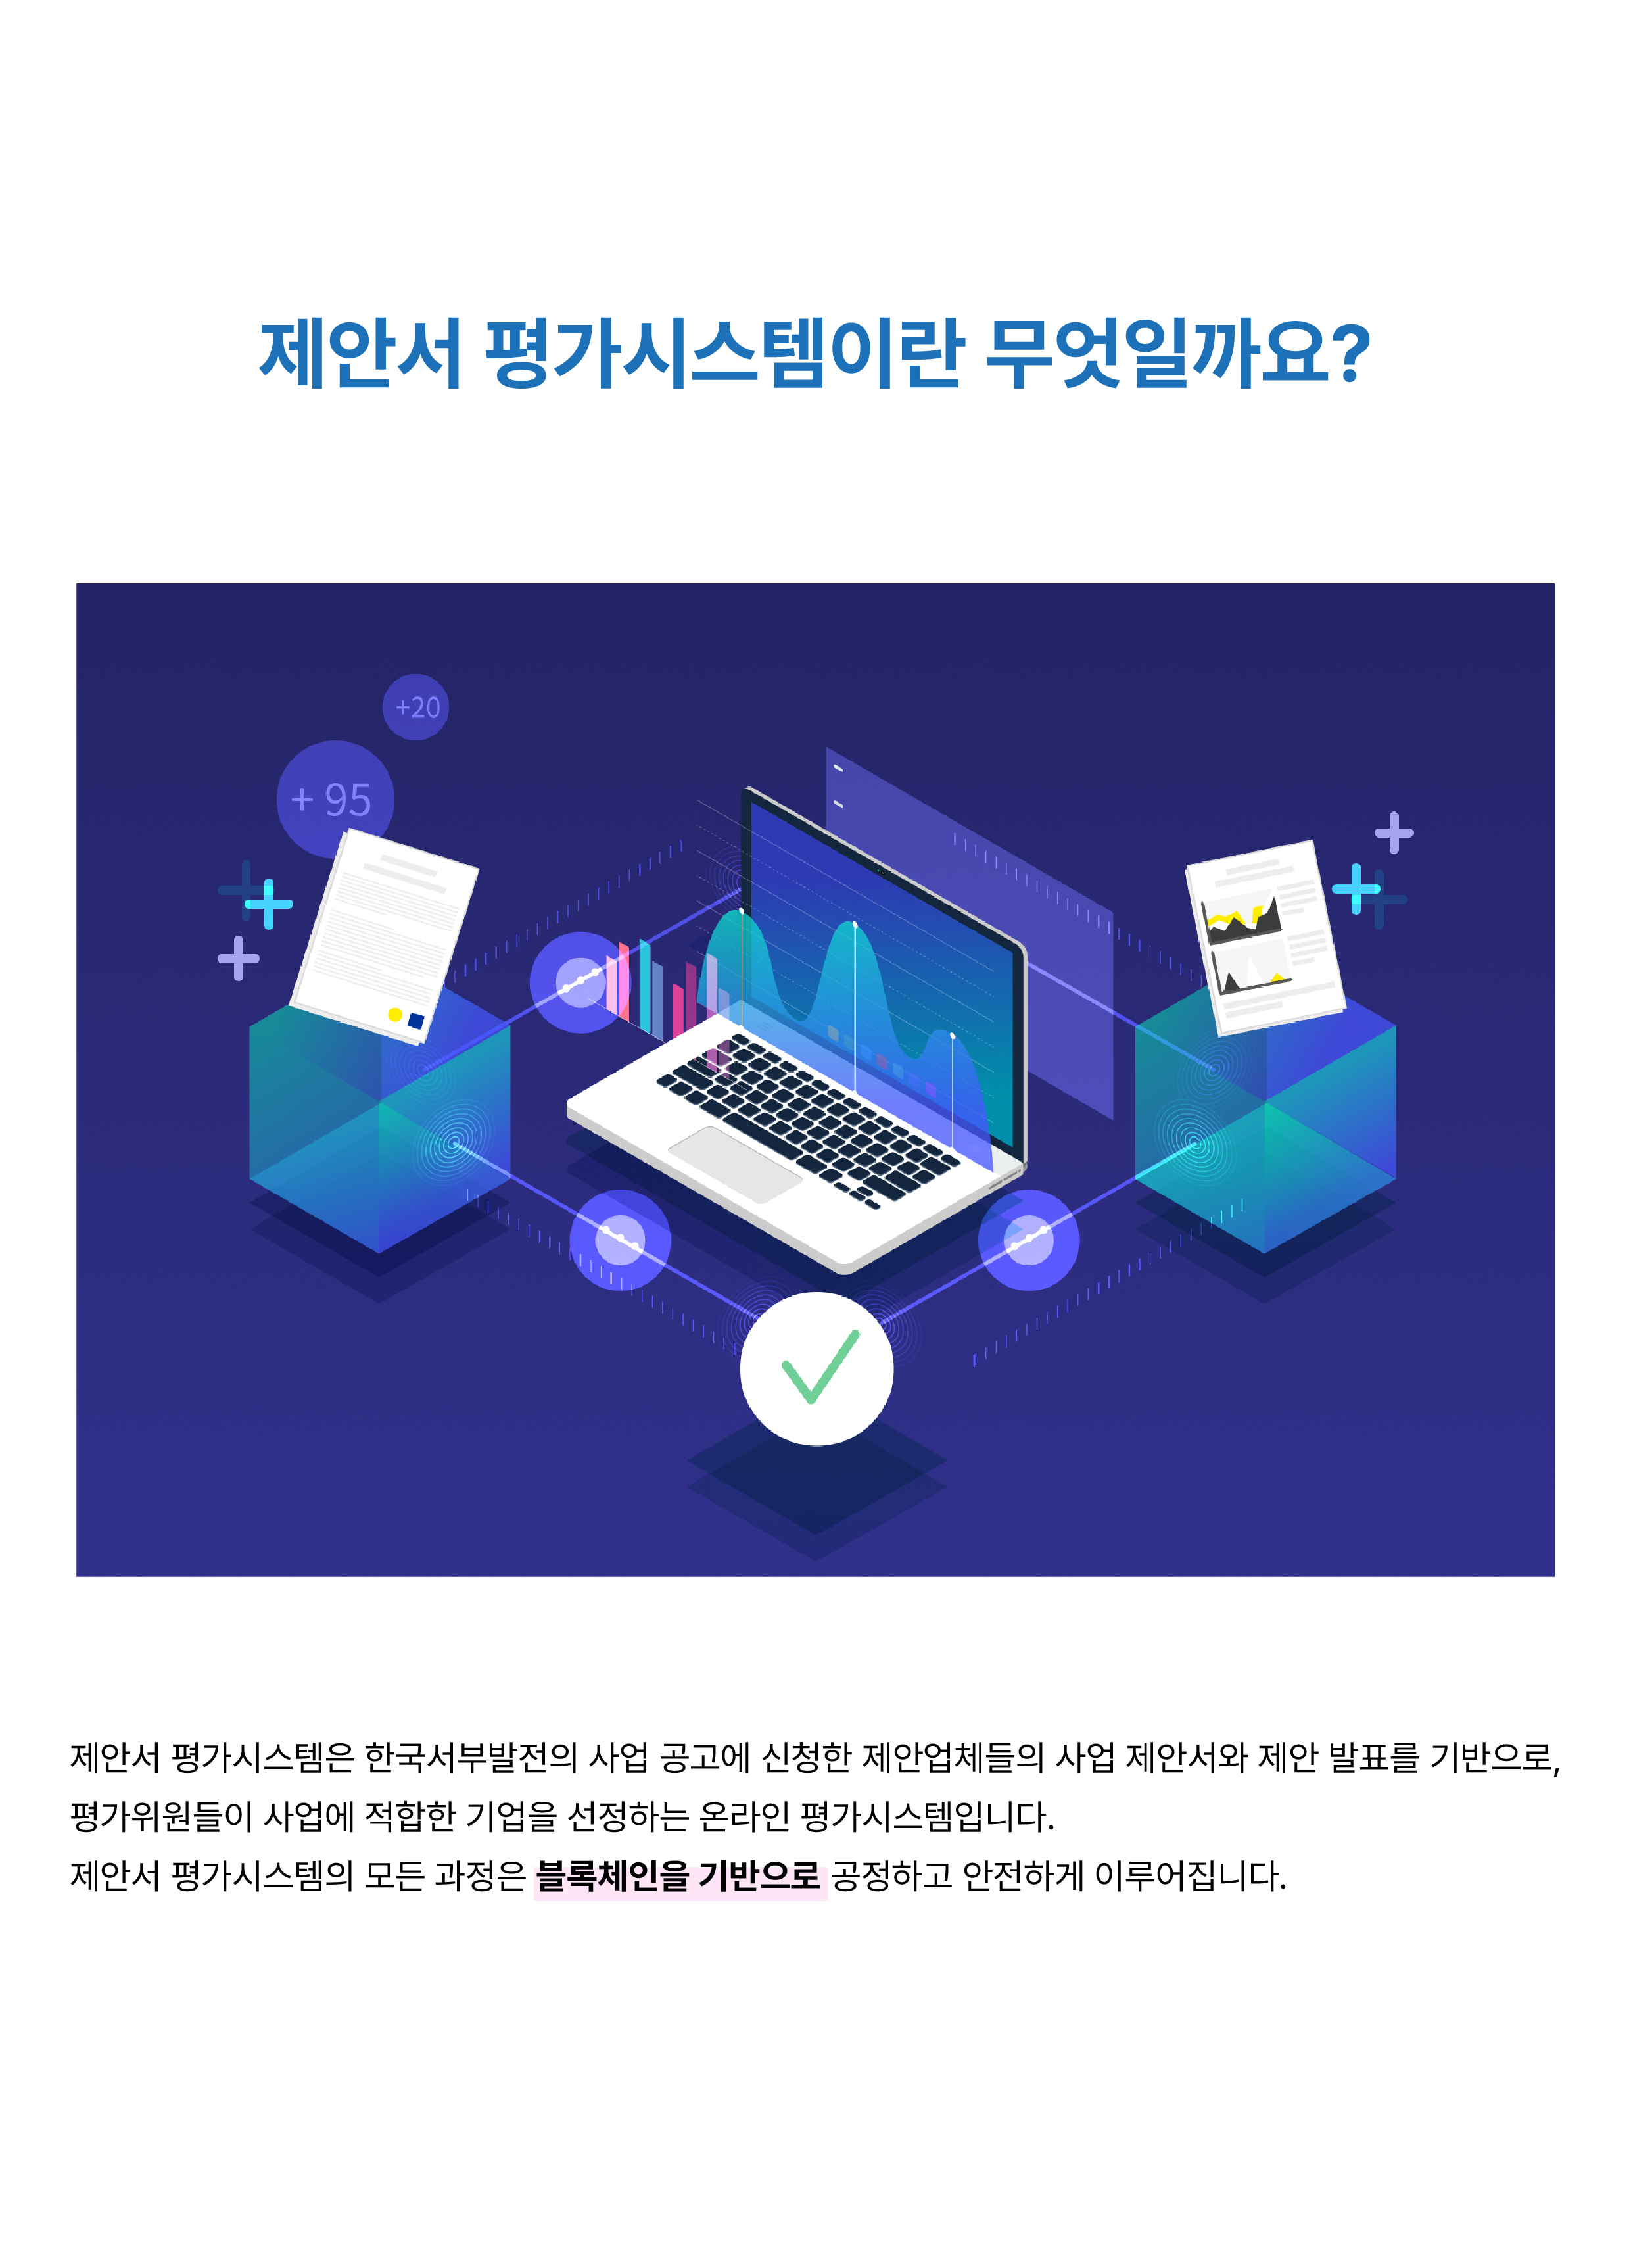 제안서 평가시스템이란 무엇일까요?
+20
+ 95
제안서 평가시스템은 한국서부발전의 사업 공고에 신청한 제안업체들의 사업 제안서와 제안 발표를 기반으로,
평가위원들이 사업에 적합한 기업을 선정하는 온라인 평가시스템입니다.
제안서 평가시스템의 모든 과정은 블록체인을 기반으로 공정하고 안전하게 이루어집니다.